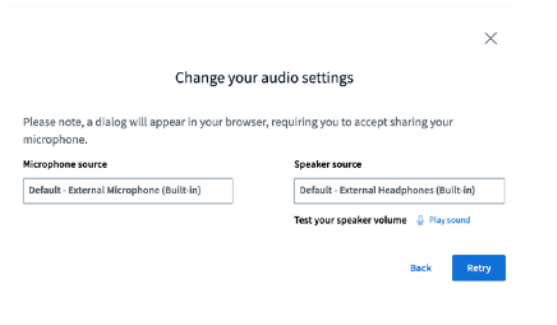 Change your audio settings
Please note, a dialog will appear in your browser, requiring you to accept sharing your
microphone.
Microphone source
Speaker source
Default - External Microphone (Built-in)
Default - External Headphones (Built-in)
Test your speaker volume Play sound
Back Retry